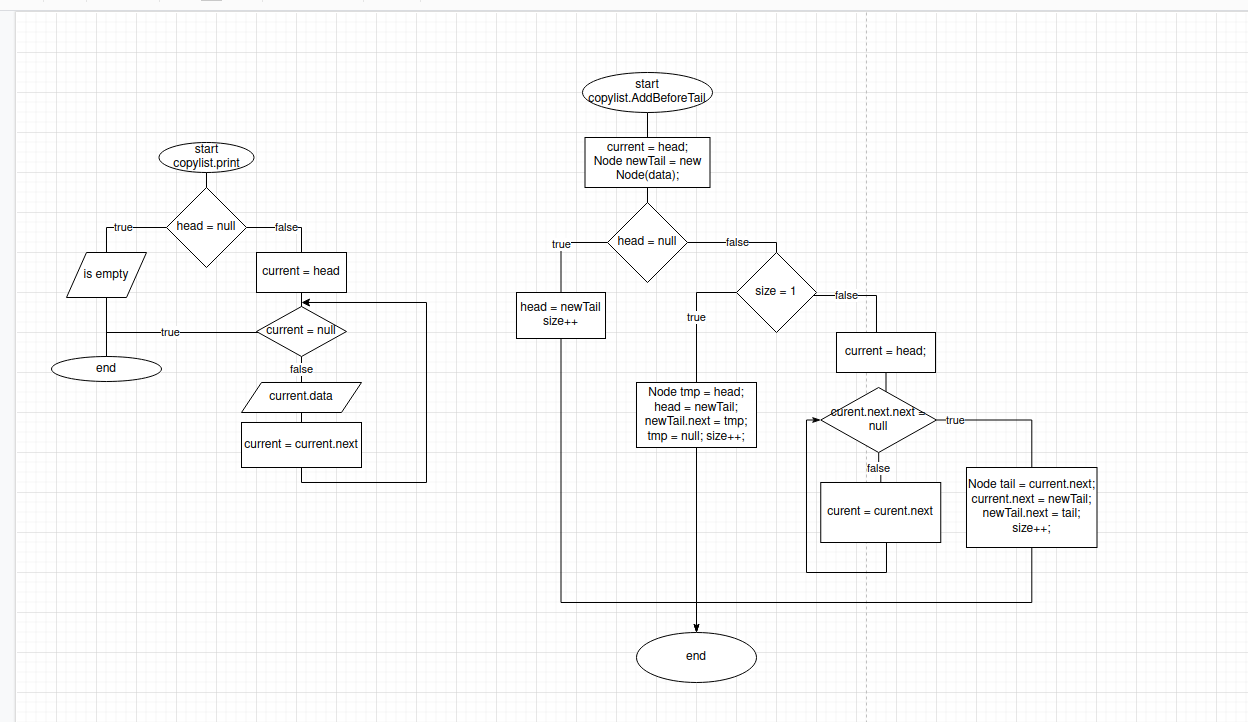 start
copylist.print
head = null
true
false
is empty
current = head
current = null
true
false
end
current.data
current = current.next
start
copylist.AddBeforeTail
current = head;
Node newTail = new
Node(data);
head = null
true
false
head = newTail
size++
size = 1
true
false
Node tmp = head;
head = newTail;
newTail.next = tmp;
tmp = null; size++;
current = head;
curent.next.next =
null
true
false
curent = curent.next
Node tail = current.next;
current.next = newTail;
newTail.next = tail;
size++;
end